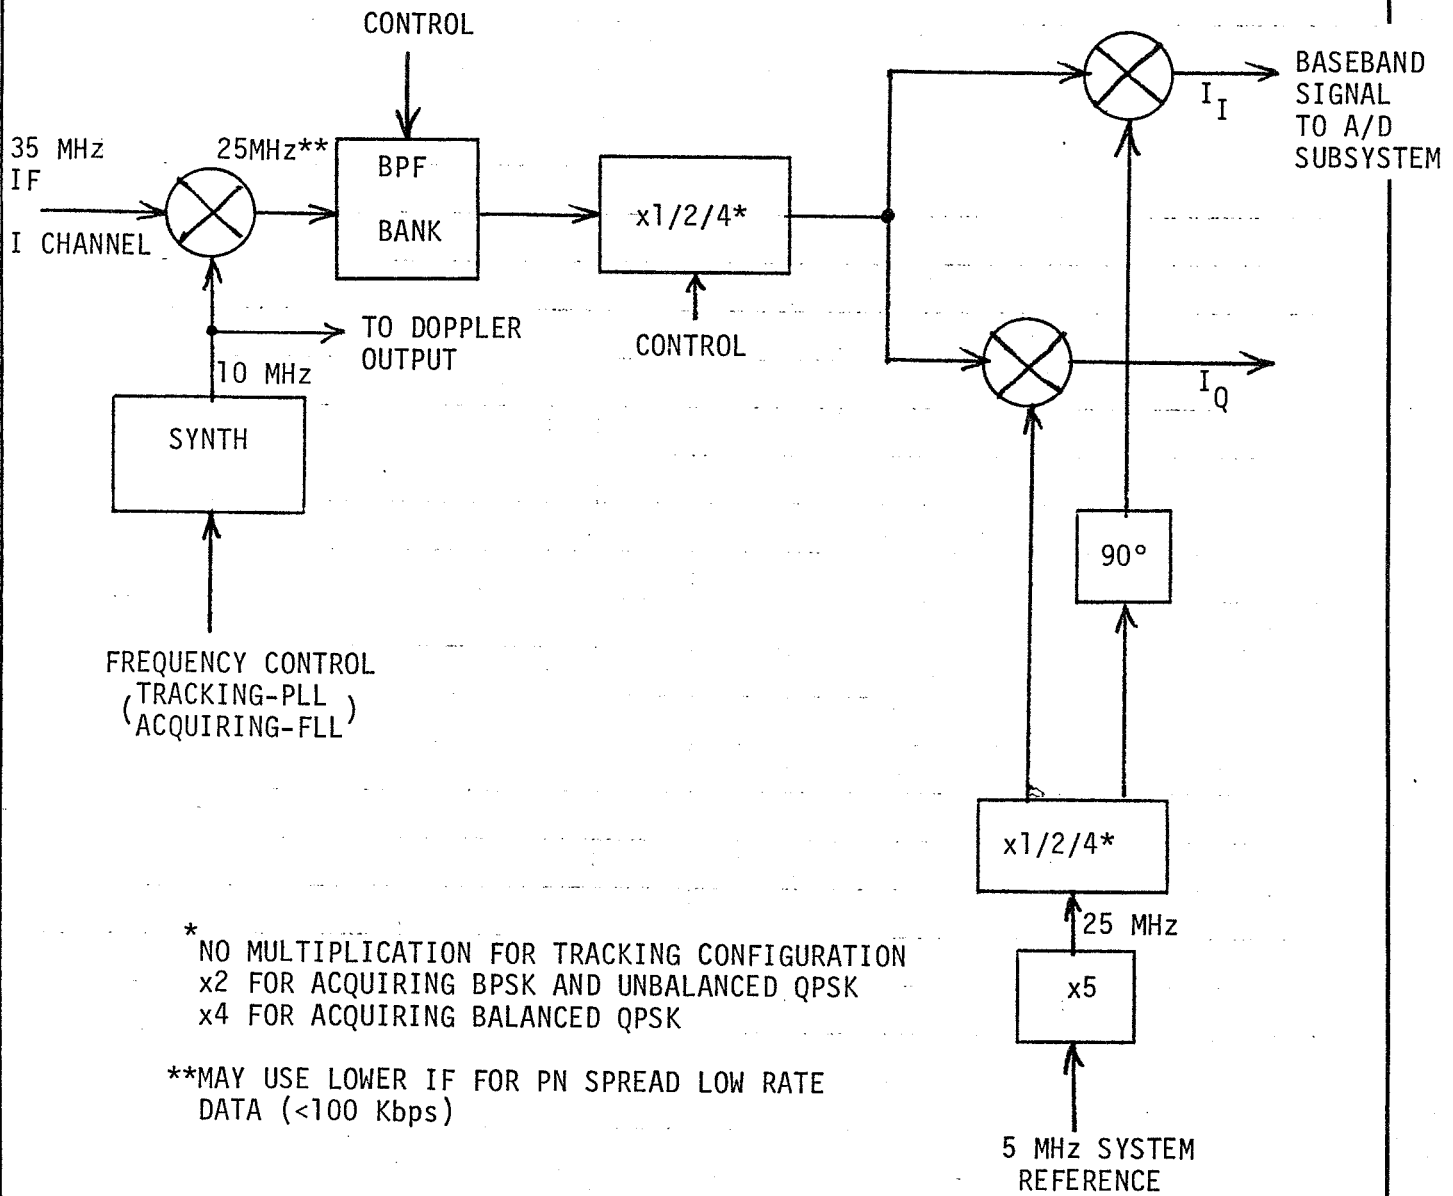 CONTROL
35 MHz
IF
I CHANNEL
25MHz**
BPF
BANK
x1/2/4*
CONTROL
I_I
BASEBAND
SIGNAL
TO A/D
SUBSYSTEM
TO DOPPLER
OUTPUT
10 MHz
SYNTH
I_Q
90°
FREQUENCY CONTROL
(TRACKING-PLL
ACQUIRING-FLL)
x1/2/4*
25 MHz
x5
5 MHz SYSTEM
REFERENCE
*NO MULTIPLICATION FOR TRACKING CONFIGURATION
x2 FOR ACQUIRING BPSK AND UNBALANCED QPSK
x4 FOR ACQUIRING BALANCED QPSK
**MAY USE LOWER IF FOR PN SPREAD LOW RATE
DATA (<100 Kbps)